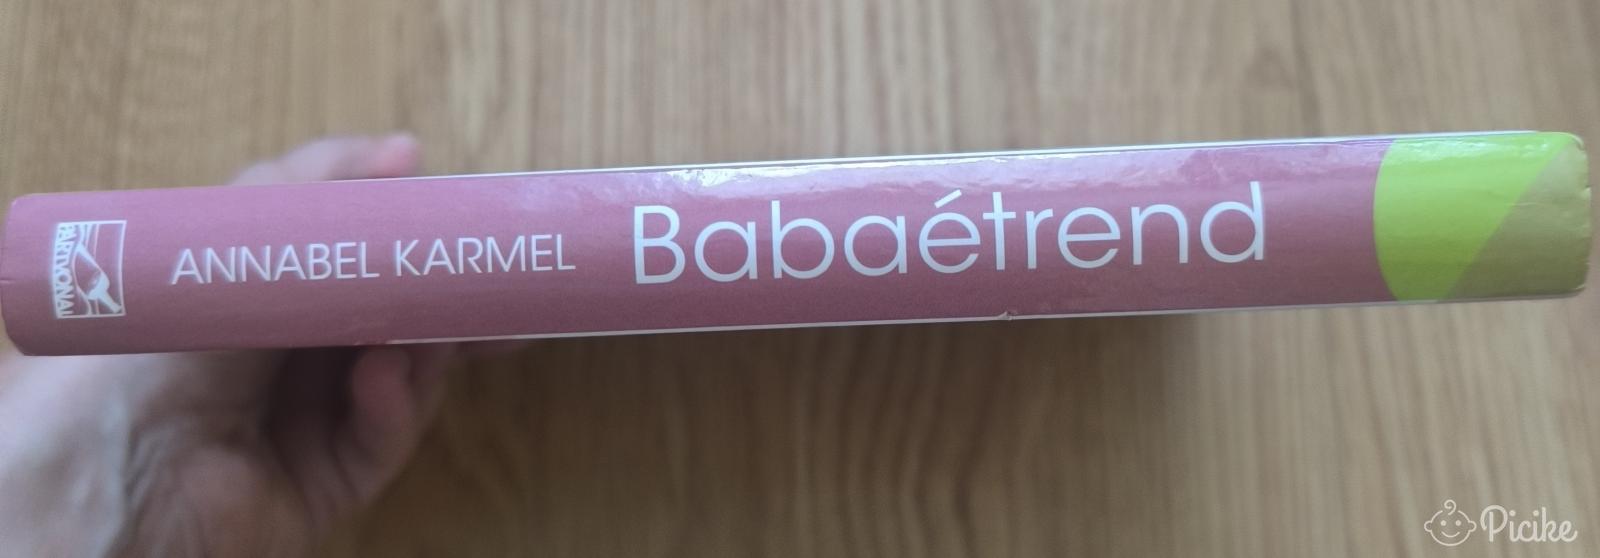 PARTVONAL
ANNABEL KARMEL Babaétrend
Picike